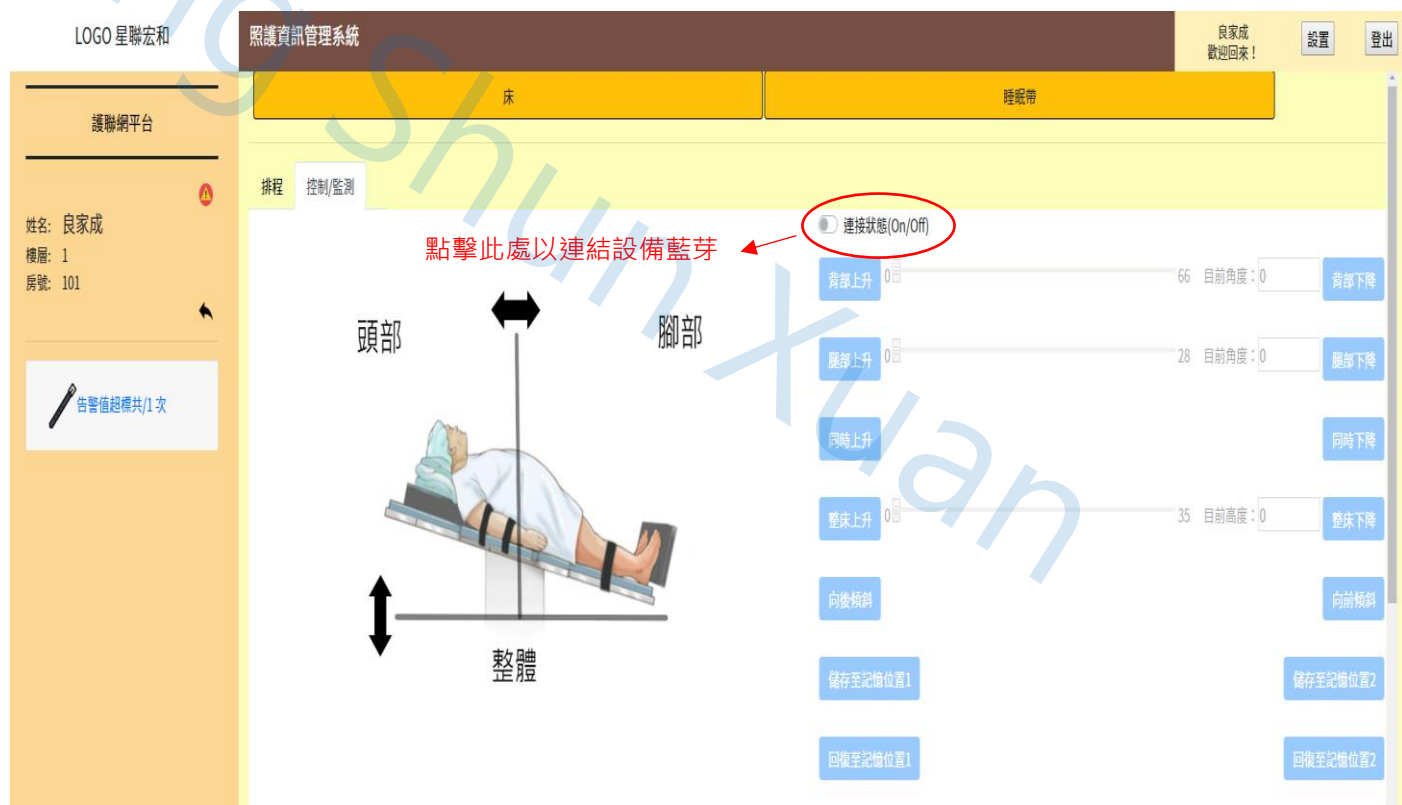 LOGO 星聯宏和
照護資訊管理系統
良家成
歡迎回來！
設置
登出
護聯網平台
姓名: 良家成
樓層: 1
房號: 101
告警值超標共/1 次
床
睡眠帶
排程
控制/監測
連接狀態(On/Off)
點擊此處以連結設備藍芽
頭部
腳部
整體
背部上升 0 66 目前角度：0 背部下降
腿部上升 0 28 目前角度：0 腿部下降
同時上升 同時下降
整床上升 0 35 目前高度：0 整床下降
向後傾斜 向前傾斜
儲存至記憶位置1 儲存至記憶位置2
回復至記憶位置1 回復至記憶位置2
ng Shun Xuan